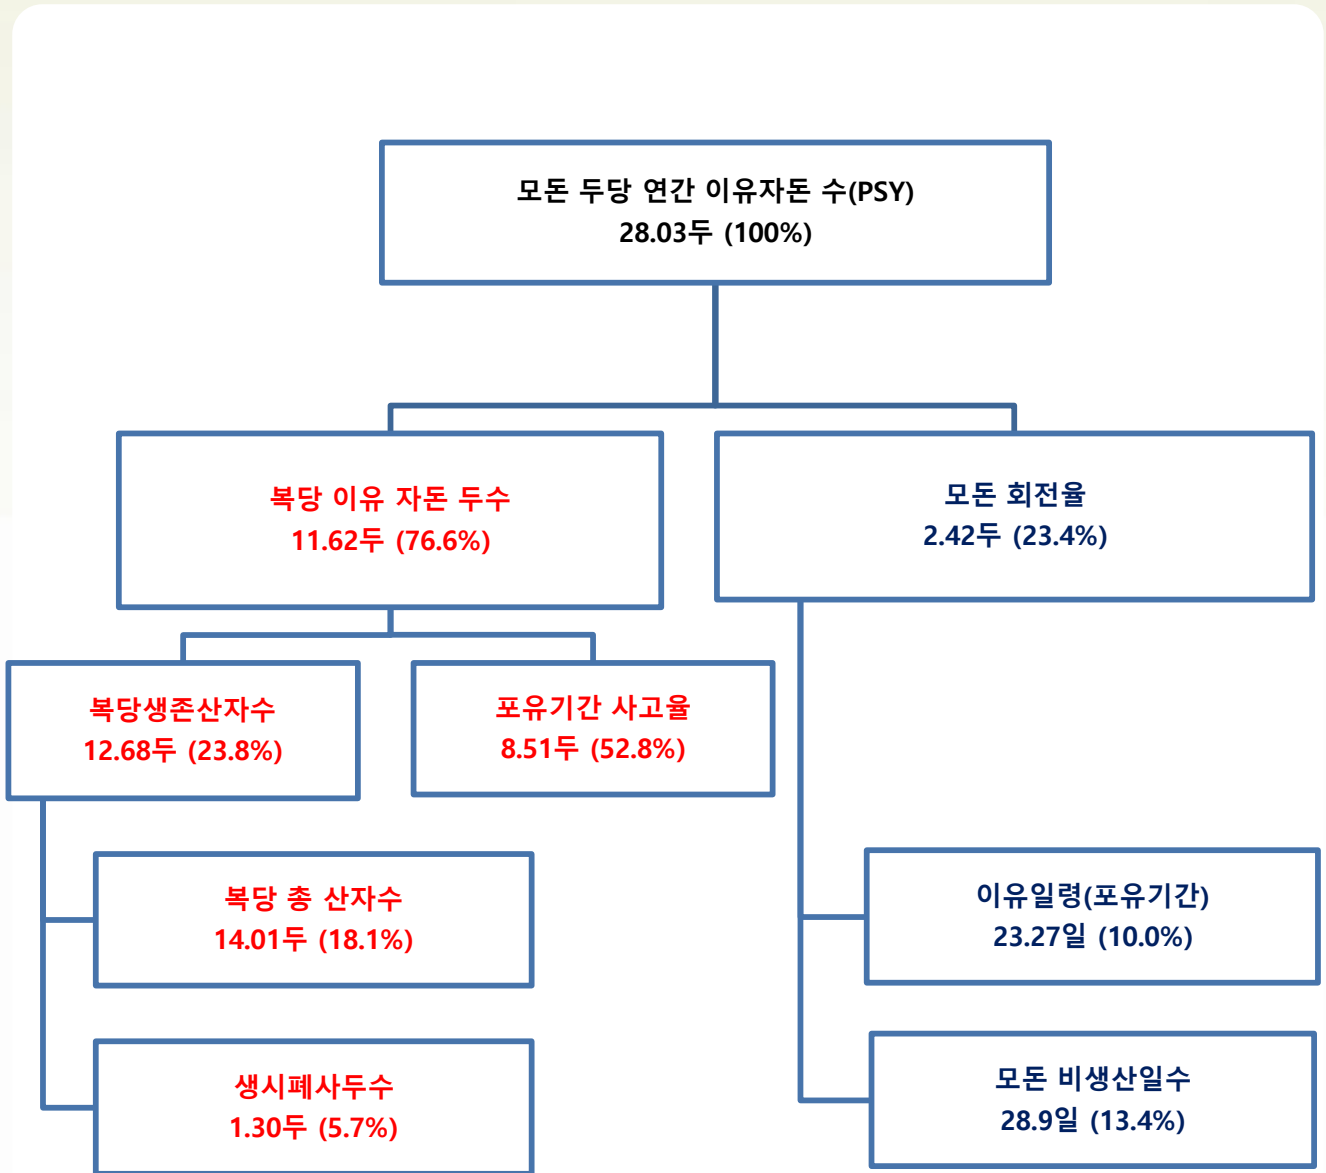 모돈 두당 연간 이유자돈 수(PSY)
28.03두 (100%)
복당 이유 자돈 두수
11.62두 (76.6%)
모돈 회전율
2.42두 (23.4%)
복당생존산자수
12.68두 (23.8%)
포유기간 사고율
8.51두 (52.8%)
복당 총 산자수
14.01두 (18.1%)
이유일령(포유기간)
23.27일 (10.0%)
생시폐사두수
1.30두 (5.7%)
모돈 비생산일수
28.9일 (13.4%)